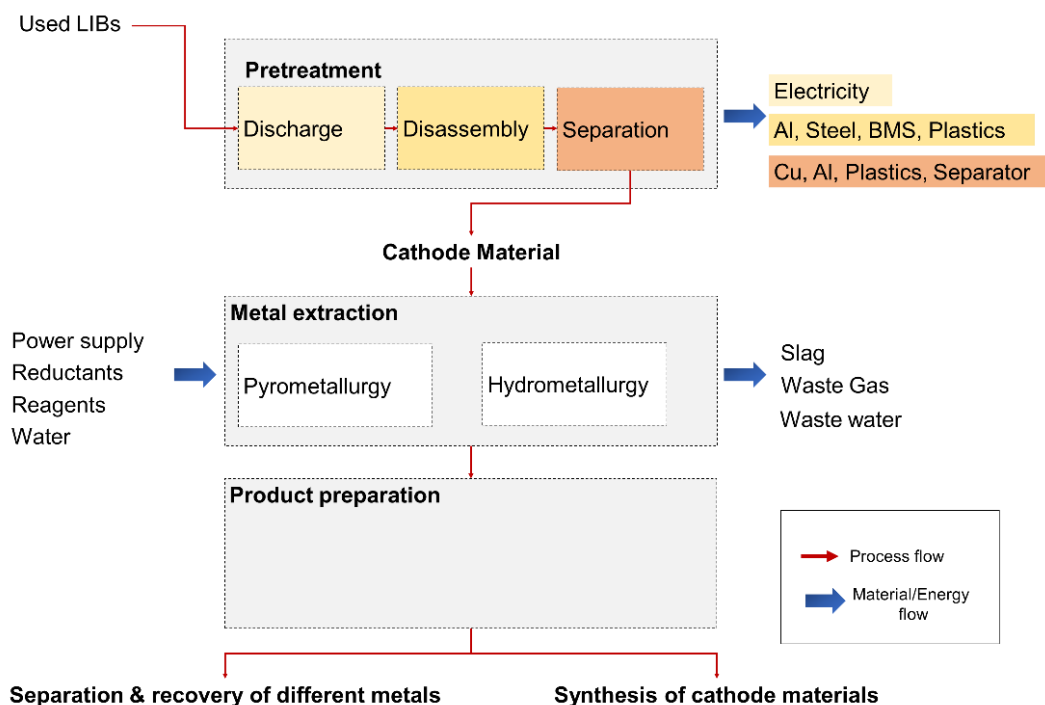 Used LIBs
Pretreatment
Discharge
Disassembly
Separation
Electricity
Al, Steel, BMS, Plastics
Cu, Al, Plastics, Separator
Cathode Material
Metal extraction
Power supply
Reductants
Reagents
Water
Pyrometallurgy
Hydrometallurgy
Slag
Waste Gas
Waste water
Product preparation
Process flow
Material/Energy
flow
Separation & recovery of different metals
Synthesis of cathode materials